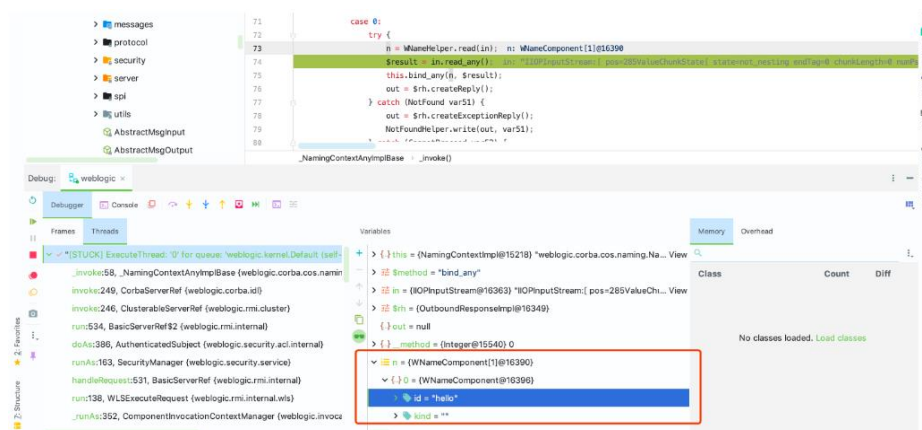 messages
protocol
security
server
spi
utils
AbstractMsgInput
AbstractMsgOutput
71 case 0:
72 try {
73 n = WNameHelper.read(in); n: WNameComponent[1]@16390
74 $result = in.read_any(); in: "IIOPInputStream:[ pos=285ValueChunkState{ state=not_nesting endTag=0 chunkLength=0
75 this.bind_any(n, $result);
76 out = $rh.createReply();
77 } catch (NotFound var51) {
78 out = $rh.createExceptionReply();
79 NotFoundHelper.write(out, var51);
80
_NamingContextAnyImplBase › _invoke()
Debug: weblogic ×
Debugger Console
Frames Threads
Variables
Memory Overhead
"[STUCK] ExecuteThread: '0' for queue: 'weblogic.kernel.Default (self-
_invoke:58, _NamingContextAnyImplBase {weblogic.corba.cos.namin
invoke:249, CorbaServerRef {weblogic.corba.idl}
invoke:246, ClusterableServerRef {weblogic.rmi.cluster}
run:534, BasicServerRef$2 {weblogic.rmi.internal}
doAs:386, AuthenticatedSubject {weblogic.security.acl.internal}
runAs:163, SecurityManager {weblogic.security.service}
handleRequest:531, BasicServerRef {weblogic.rmi.internal}
run:138, WLSExecuteRequest {weblogic.rmi.internal.wls}
_runAs:352, ComponentInvocationContextManager {weblogic.invoca
this = {NamingContextImpl@15218} "weblogic.corba.cos.naming.Na... View
$method = "bind_any"
in = {IIOPInputStream@16363} "IIOPInputStream:[ pos=285ValueChu... View
$rh = {OutboundResponseImpl@16349}
out = null
__method = {Integer@15540} 0
n = {WNameComponent[1]@16390}
0 = {WNameComponent@16396}
id = "hello"
kind = ""
Class Count Diff
No classes loaded. Load classes
2: Favorites
Structure